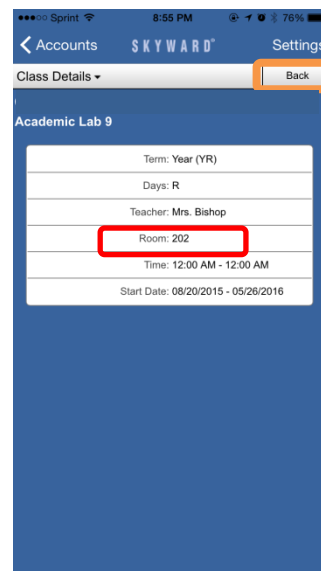 Sprint 8:55 PM 76%
Accounts SKYWARD Settings
Class Details Back
Academic Lab 9
Term: Year (YR)
Days: R
Teacher: Mrs. Bishop
Room: 202
Time: 12:00 AM - 12:00 AM
Start Date: 08/20/2015 - 05/26/2016